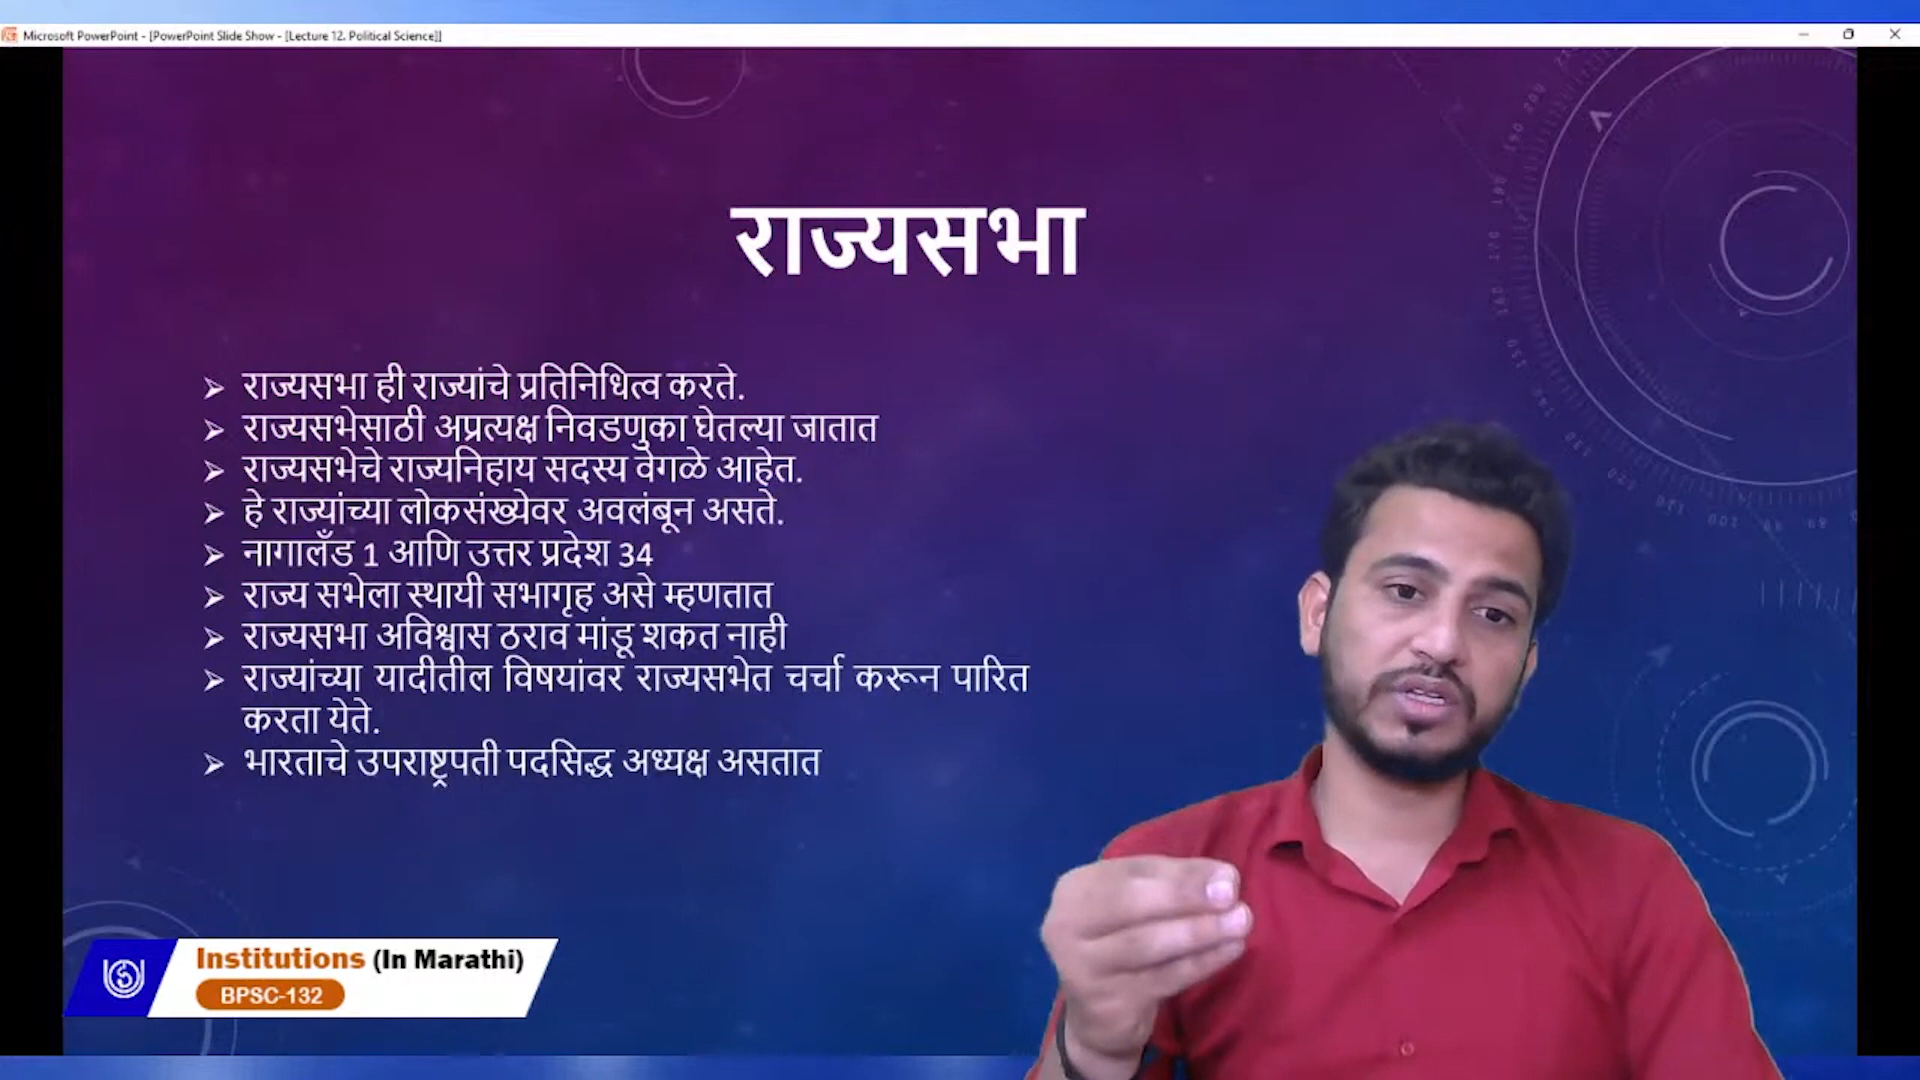 Microsoft PowerPoint - [PowerPoint Slide Show - [Lecture 12. Political Science]]
राज्यसभा
➢ राज्यसभा ही राज्यांचे प्रतिनिधित्व करते.
➢ राज्यसभेसाठी अप्रत्यक्ष निवडणुका घेतल्या जातात
➢ राज्यसभेचे राज्यनिहाय सदस्य वेगळे आहेत.
➢ हे राज्यांच्या लोकसंख्येवर अवलंबून असते.
➢ नागालँड 1 आणि उत्तर प्रदेश 34
➢ राज्य सभेला स्थायी सभागृह असे म्हणतात
➢ राज्यसभा अविश्वास ठराव मांडू शकत नाही
➢ राज्यांच्या यादीतील विषयांवर राज्यसभेत चर्चा करून पारित
करता येते.
➢ भारताचे उपराष्ट्रपती पदसिद्ध अध्यक्ष असतात
Institutions (In Marathi)
BPSC-132